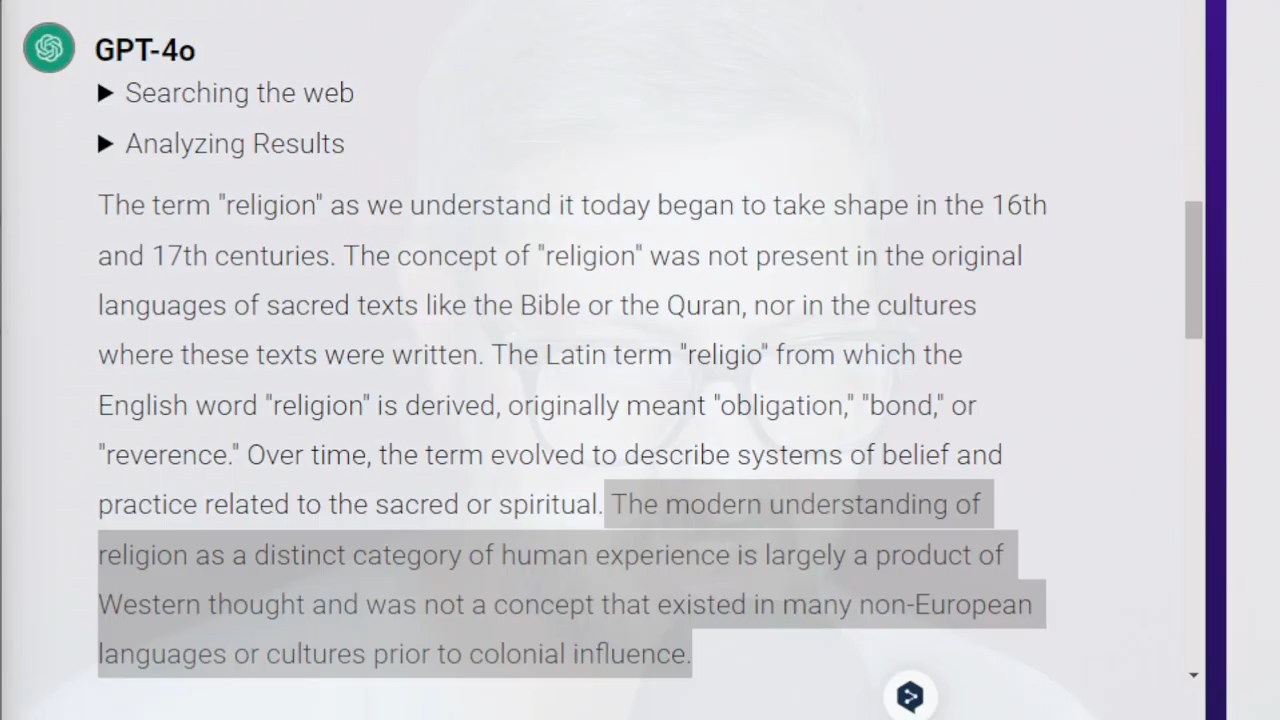 GPT-4o
Searching the web
Analyzing Results
The term "religion" as we understand it today began to take shape in the 16th
and 17th centuries. The concept of "religion" was not present in the original
languages of sacred texts like the Bible or the Quran, nor in the cultures
where these texts were written. The Latin term "religio" from which the
English word "religion" is derived, originally meant "obligation," "bond," or
"reverence." Over time, the term evolved to describe systems of belief and
practice related to the sacred or spiritual. The modern understanding of
religion as a distinct category of human experience is largely a product of
Western thought and was not a concept that existed in many non-European
languages or cultures prior to colonial influence.